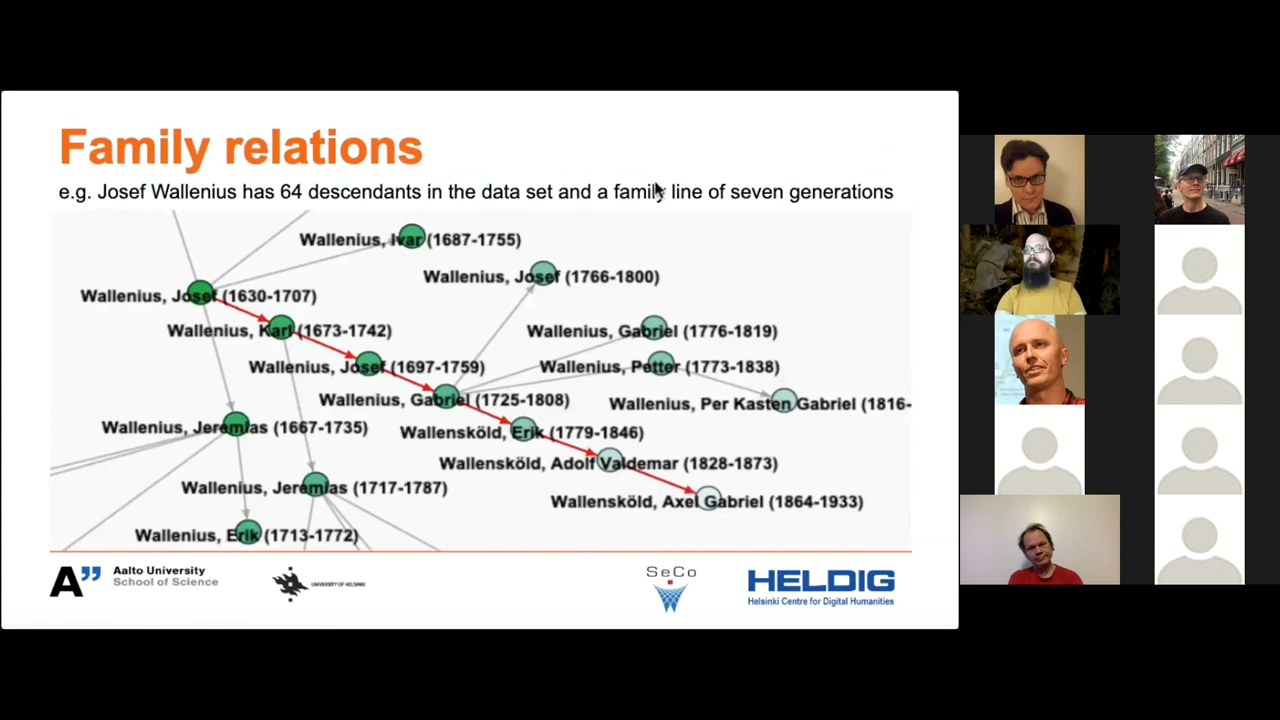 Family relations
e.g. Josef Wallenius has 64 descendants in the data set and a family line of seven generations
Wallenius, Ivar (1687-1755)
Wallenius, Josef (1766-1800)
Wallenius, Josef (1630-1707)
Wallenius, Karl (1673-1742)
Wallenius, Gabriel (1776-1819)
Wallenius, Josef (1697-1759)
Wallenius, Petter (1773-1838)
Wallenius, Gabriel (1725-1808)
Wallenius, Per Kasten Gabriel (1816-
Wallenius, Jeremias (1667-1735)
Wallensköld, Erik (1779-1846)
Wallensköld, Adolf Valdemar (1828-1873)
Wallenius, Jeremias (1717-1787)
Wallensköld, Axel Gabriel (1864-1933)
Wallenius, Erik (1713-1772)
A”
Aalto University
School of Science
UNIVERSITY OF HELSINKI
SeCo
HELDIG
Helsinki Centre for Digital Humanities